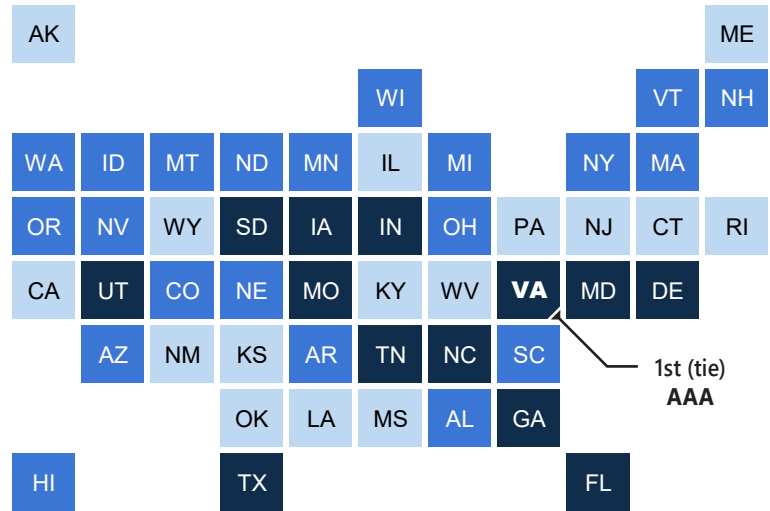 AK ME
WI VT NH
WA ID MT ND MN IL MI NY MA
OR NV WY SD IA IN OH PA NJ CT RI
CA UT CO NE MO KY WV VA MD DE
AZ NM KS AR TN NC SC
1st (tie)
AAA
OK LA MS AL GA
HI TX FL